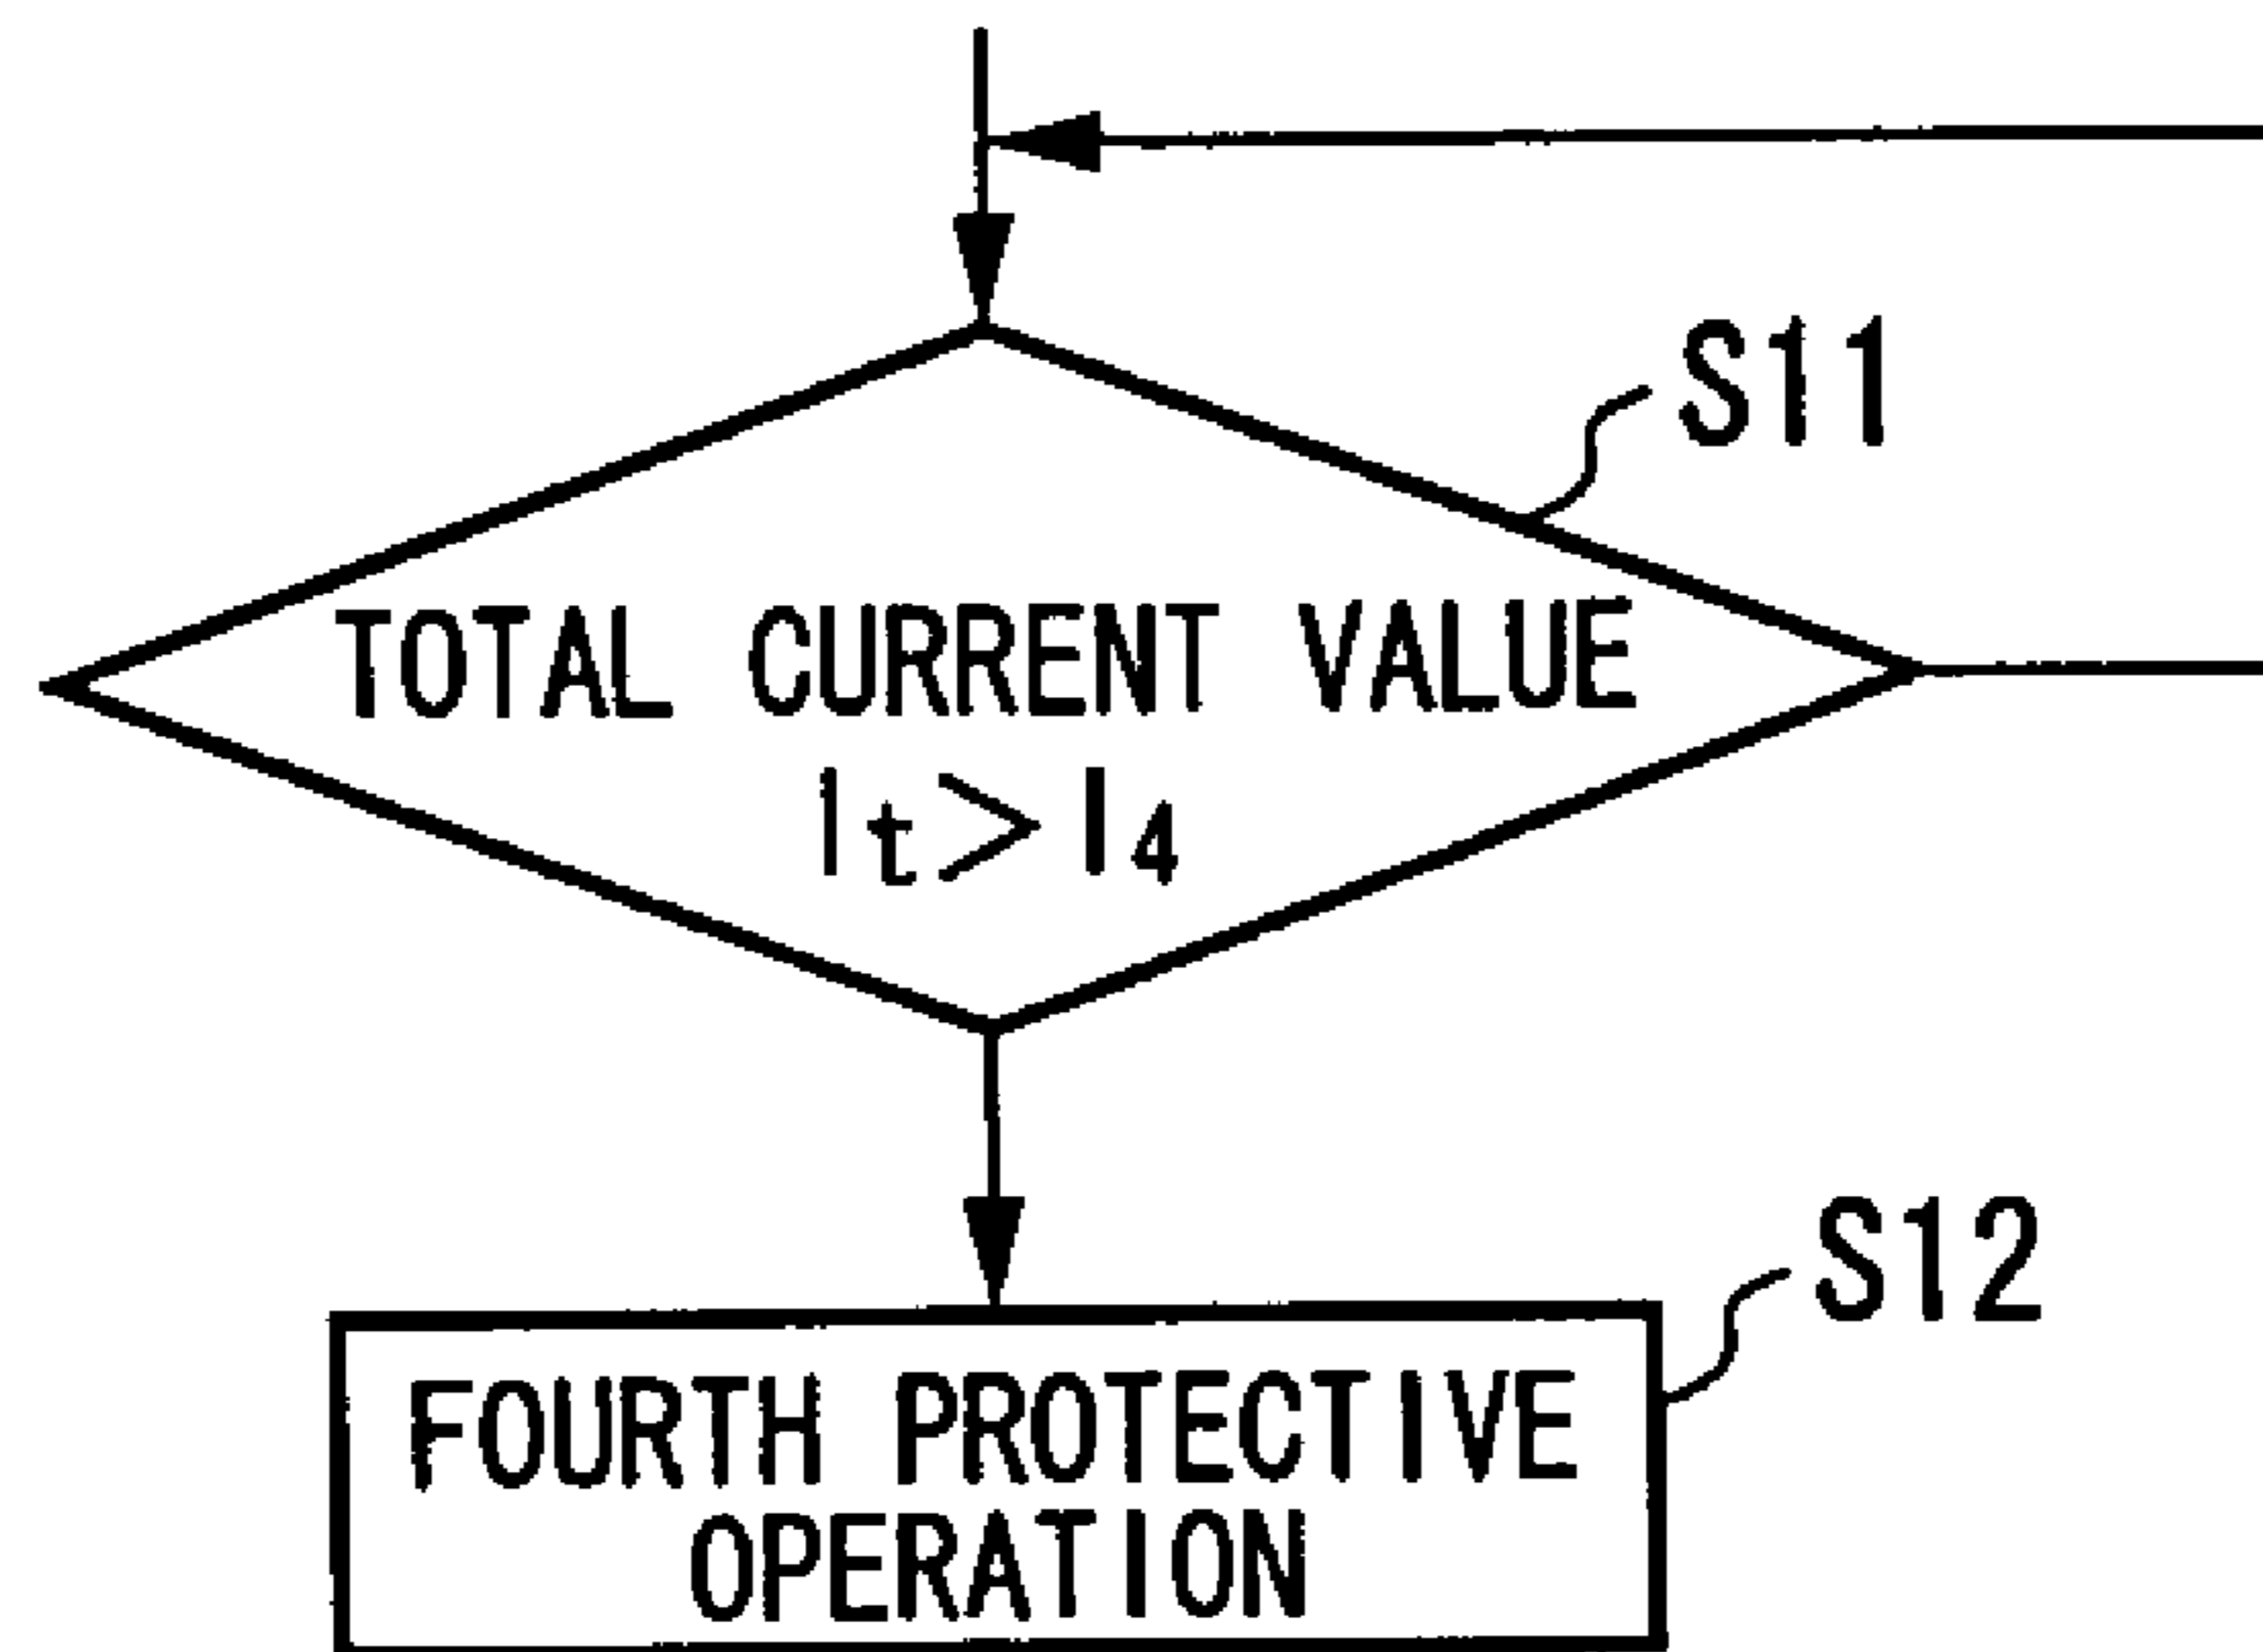 S11
TOTAL CURRENT VALUE
It>I4
S12
FOURTH PROTECTIVE
OPERATION